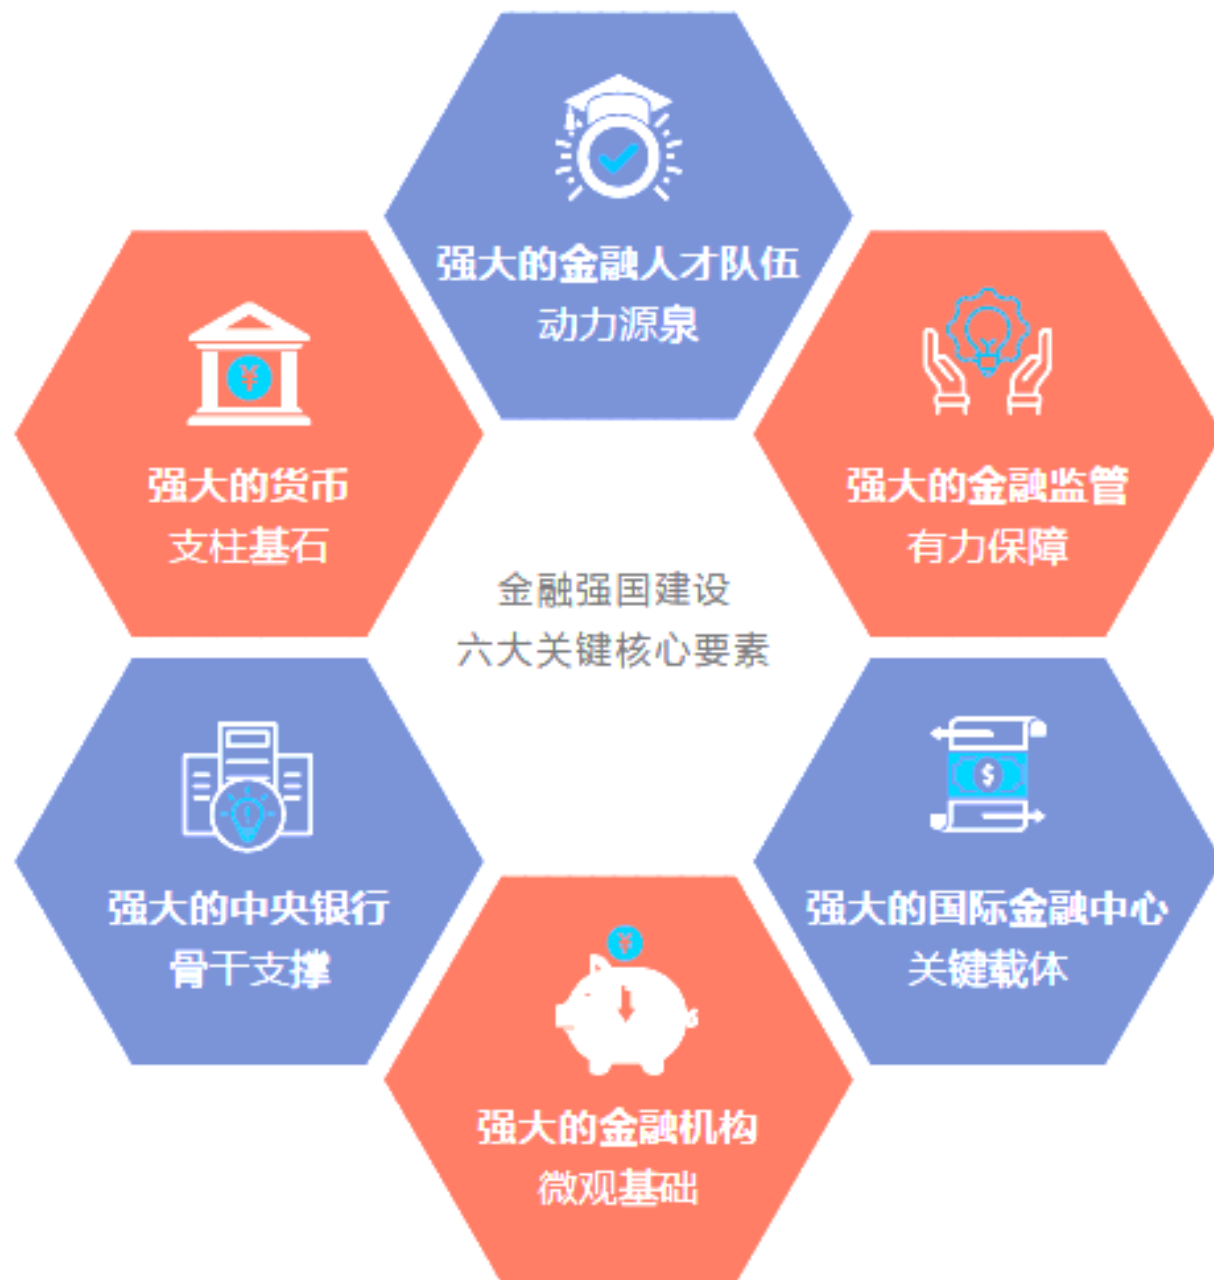 强大的金融人才队伍
动力源泉
强大的货币
支柱基石
强大的金融监管
有力保障
金融强国建设
六大关键核心要素
强大的中央银行
骨干支撑
强大的国际金融中心
关键载体
强大的金融机构
微观基础
¥
$
¥